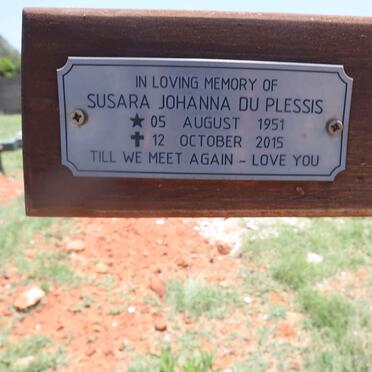 IN LOVING MEMORY OF
SUSARA JOHANNA DU PLESSIS
★ 05 AUGUST 1951
✝ 12 OCTOBER 2015
TILL WE MEET AGAIN - LOVE YOU